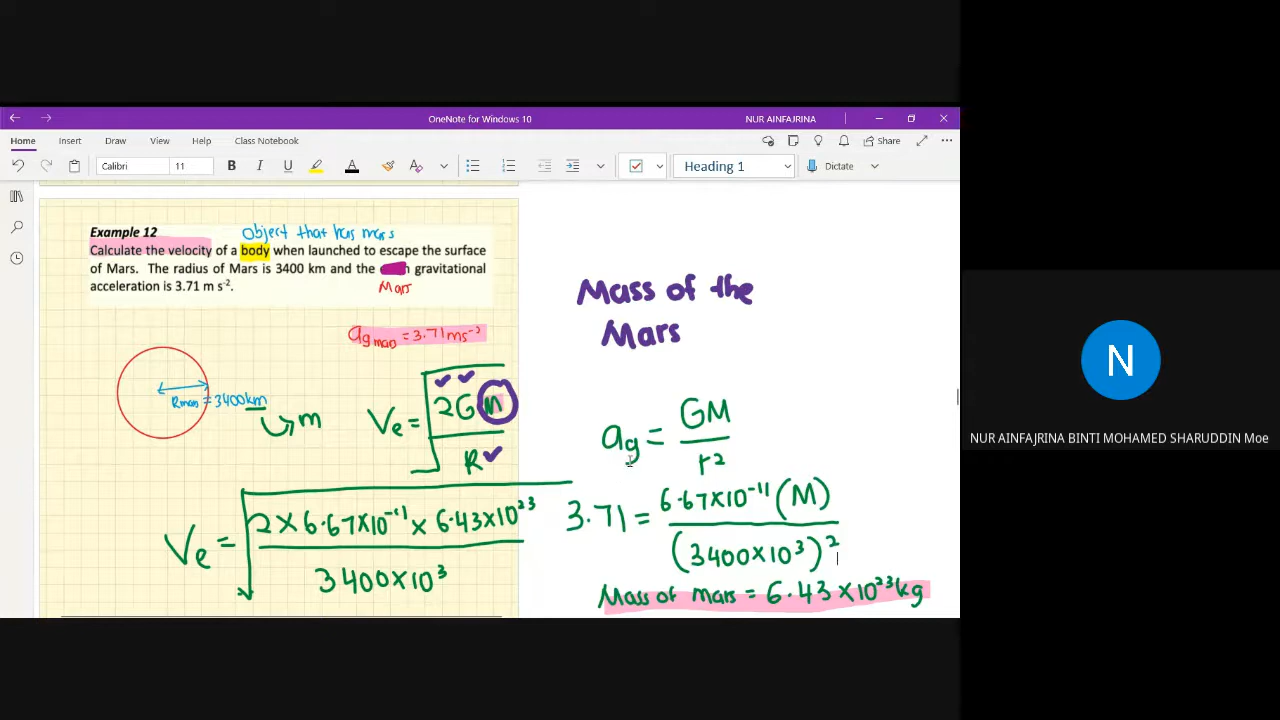 OneNote for Windows 10
NUR AINFAJRINA
Home Insert Draw View Help Class Notebook
Share
Calibri 11 B I U A Heading 1 Dictate
Example 12
object that has mars
Calculate the velocity of a body when launched to escape the surface
of Mars. The radius of Mars is 3400 km and the gravitational
acceleration is 3.71 m s⁻².
Mars
ag mars = 3.71 ms⁻²
Rmars = 3400km
m
Ve = √2GM
R
Ve = √2 × 6.67×10⁻¹¹ × 6.43×10²³
3400×10³
Mass of the
Mars
ag = GM
r²
3.71 = 6.67×10⁻¹¹ (M)
(3400×10³)²
Mass of mars = 6.43 ×10²³kg
N
NUR AINFAJRINA BINTI MOHAMED SHARUDDIN Moe